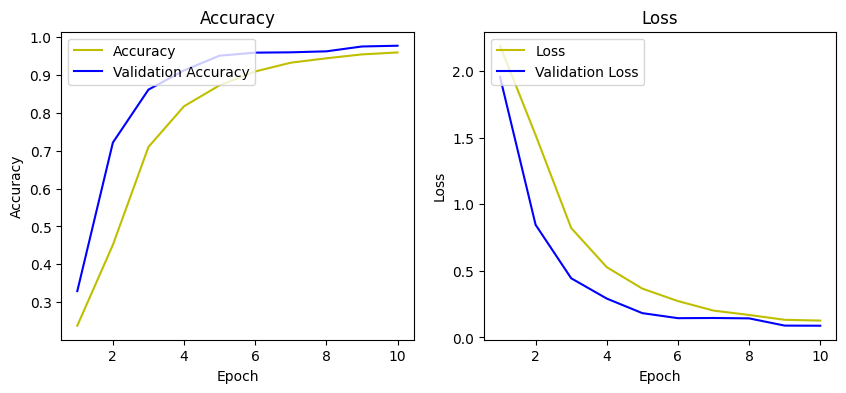 Accuracy
1.0
0.9
0.8
0.7
0.6
0.5
0.4
0.3
Accuracy
Accuracy
Validation Accuracy
2 4 6 8 10
Epoch
Loss
2.0
1.5
1.0
0.5
0.0
Loss
Loss
Validation Loss
2 4 6 8 10
Epoch